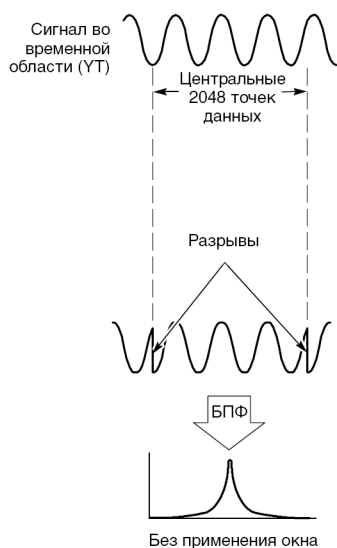 Сигнал во
временной
области (YT)
Центральные
2048 точек
данных
Разрывы
БПФ
Без применения окна